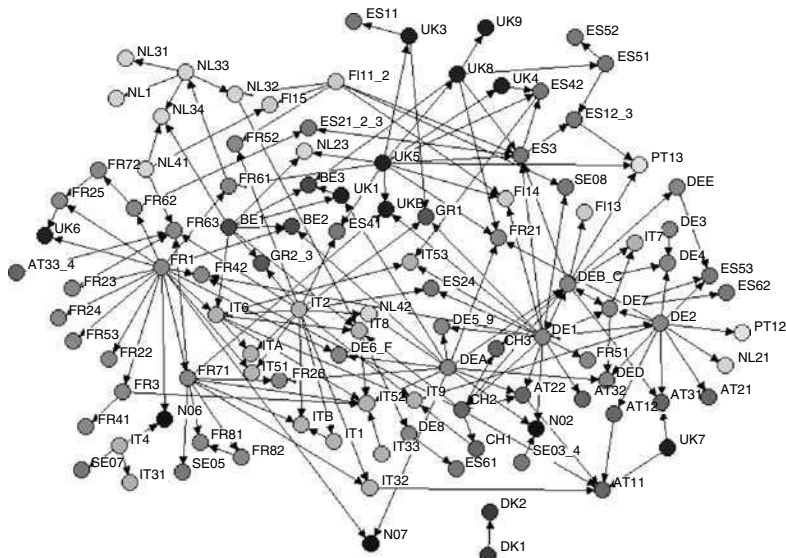 ES11
UK3
UK9
ES52
NL31
NL33
UK8
ES51
NL1
NL32
FI11_2
UK4
ES42
NL34
FI15
ES12_3
FR52
ES21_2_3
NL23
ES3
PT13
NL41
UK5
FR72
FR61
BE3
SE08
DEE
FR25
FR62
UK1
FI14
UK6
FR63
BE1
BE2
ES41
UKB
GR1
FR21
FI13
DE3
IT7
AT33_4
FR1
FR42
GR2_3
IT53
DE4
ES53
FR23
ES24
DEB_C
ES62
FR24
IT6
IT2
NL42
DE7
FR53
IT8
DE5_9
DE1
DE2
PT12
ITA
DE6_F
CH3
FR22
IT51
DEA
FR51
NL21
FR71
FR26
DED
FR3
IT52
IT9
AT22
AT32
AT31
AT21
CH2
AT12
FR41
N06
ITB
IT1
DE8
N02
IT4
FR81
FR82
IT33
CH1
UK7
SE07
SE05
ES61
SE03_4
IT31
IT32
AT11
DK2
N07
DK1